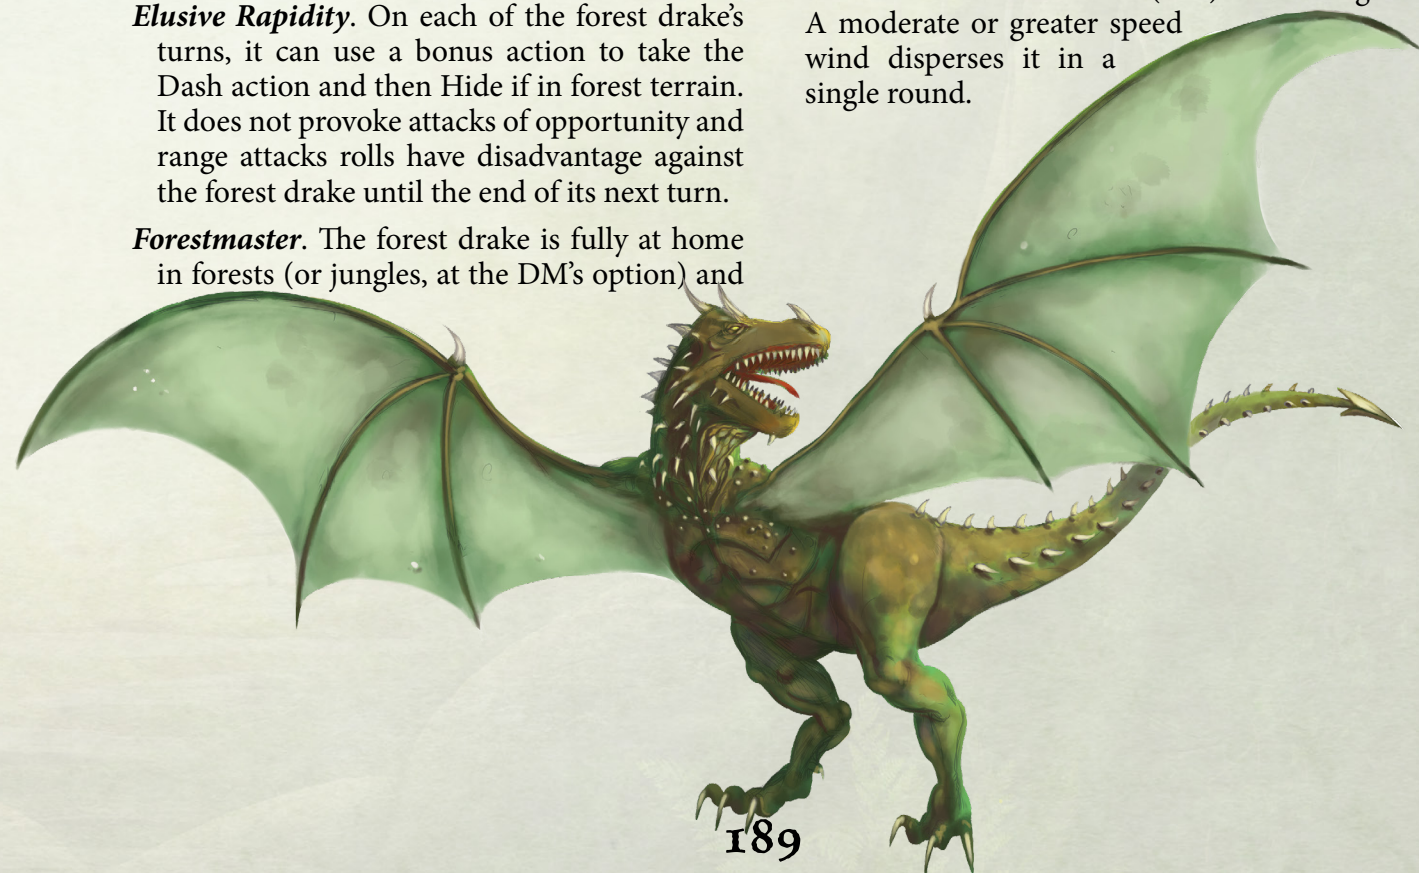 Elusive Rapidity. On each of the forest drake’s
turns, it can use a bonus action to take the
Dash action and then Hide if in forest terrain.
It does not provoke attacks of opportunity and
range attacks rolls have disadvantage against
the forest drake until the end of its next turn.
Forestmaster. The forest drake is fully at home
in forests (or jungles, at the DM’s option) and
A moderate or greater speed
wind disperses it in a
single round.
189